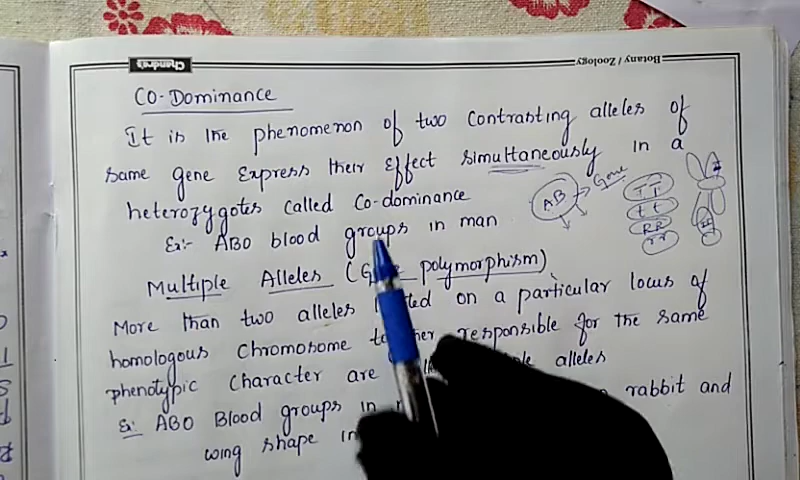 Chandra's
Botany / Zoology
CO-Dominance
It is the phenomenon of two contrasting alleles of
same gene express their effect simultaneously in a
heterozygotes called Co-dominance
Ex:- ABO blood groups in man
AB
Gene
TT
tt
RR
rr
Multiple Alleles ( polymorphism)
More than two alleles on a particular locus of
homologous chromosome responsible for the same
phenotypic character are alleles
Ex: ABO Blood groups in rabbit and
wing shape in